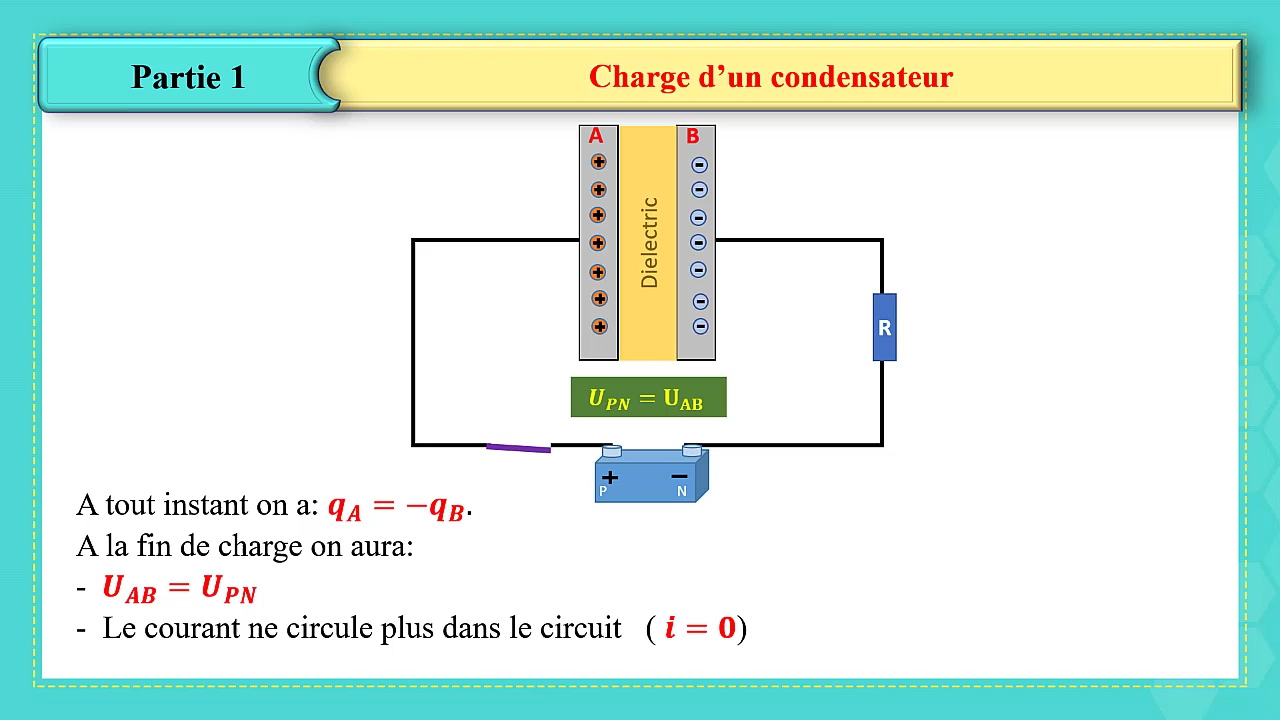 Partie 1
Charge d’un condensateur
A B
Dielectric
R
U_PN = U_AB
+ −
P N
A tout instant on a: q_A = −q_B.
A la fin de charge on aura:
- U_AB = U_PN
- Le courant ne circule plus dans le circuit ( i = 0)